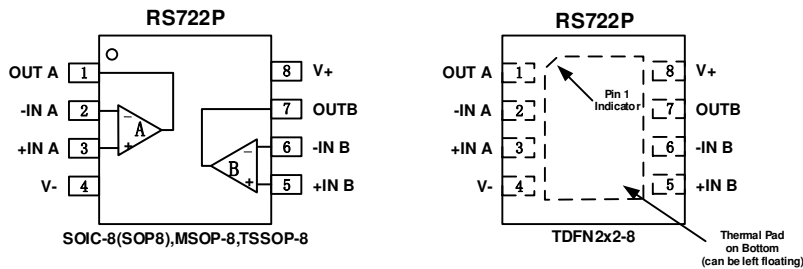 RS722P
OUT A 1
-IN A 2
+IN A 3
V- 4
8 V+
7 OUTB
6 -IN B
5 +IN B
A
B
− +
− +
SOIC-8(SOP8),MSOP-8,TSSOP-8
RS722P
OUT A 1
-IN A 2
+IN A 3
V- 4
8 V+
7 OUTB
6 -IN B
5 +IN B
Pin 1
Indicator
TDFN2x2-8
Thermal Pad
on Bottom
(can be left floating)